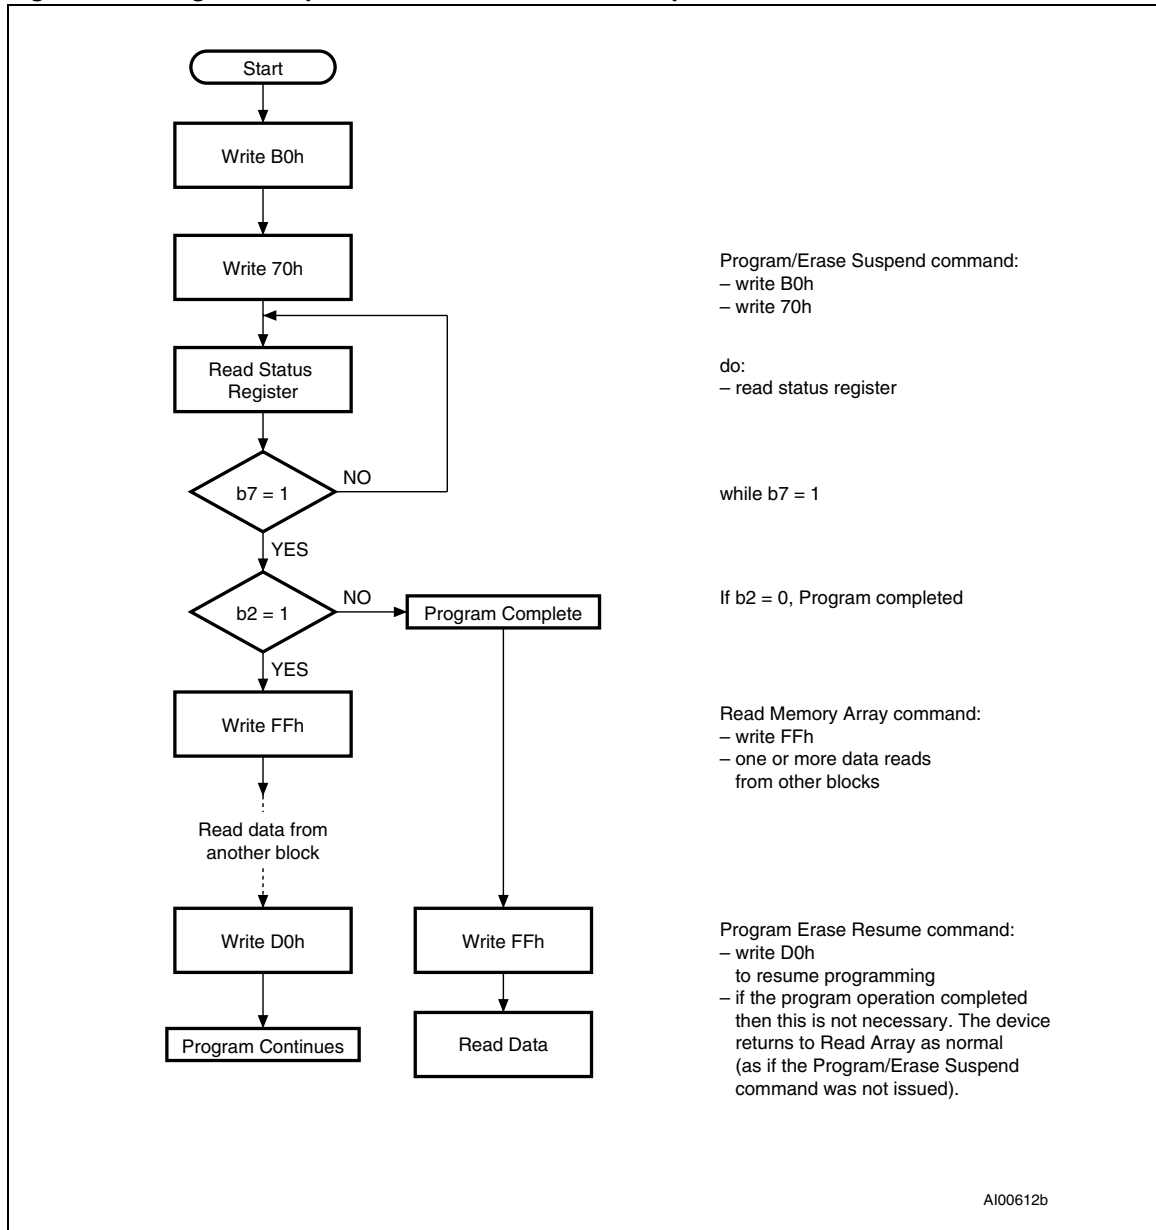 Start
Write B0h
Write 70h
Program/Erase Suspend command:
– write B0h
– write 70h
Read Status
Register
do:
– read status register
b7 = 1
NO
while b7 = 1
YES
b2 = 1
NO
Program Complete
If b2 = 0, Program completed
YES
Write FFh
Read Memory Array command:
– write FFh
– one or more data reads
from other blocks
Read data from
another block
Write D0h
Write FFh
Program Erase Resume command:
– write D0h
to resume programming
– if the program operation completed
then this is not necessary. The device
returns to Read Array as normal
(as if the Program/Erase Suspend
command was not issued).
Program Continues
Read Data
AI00612b